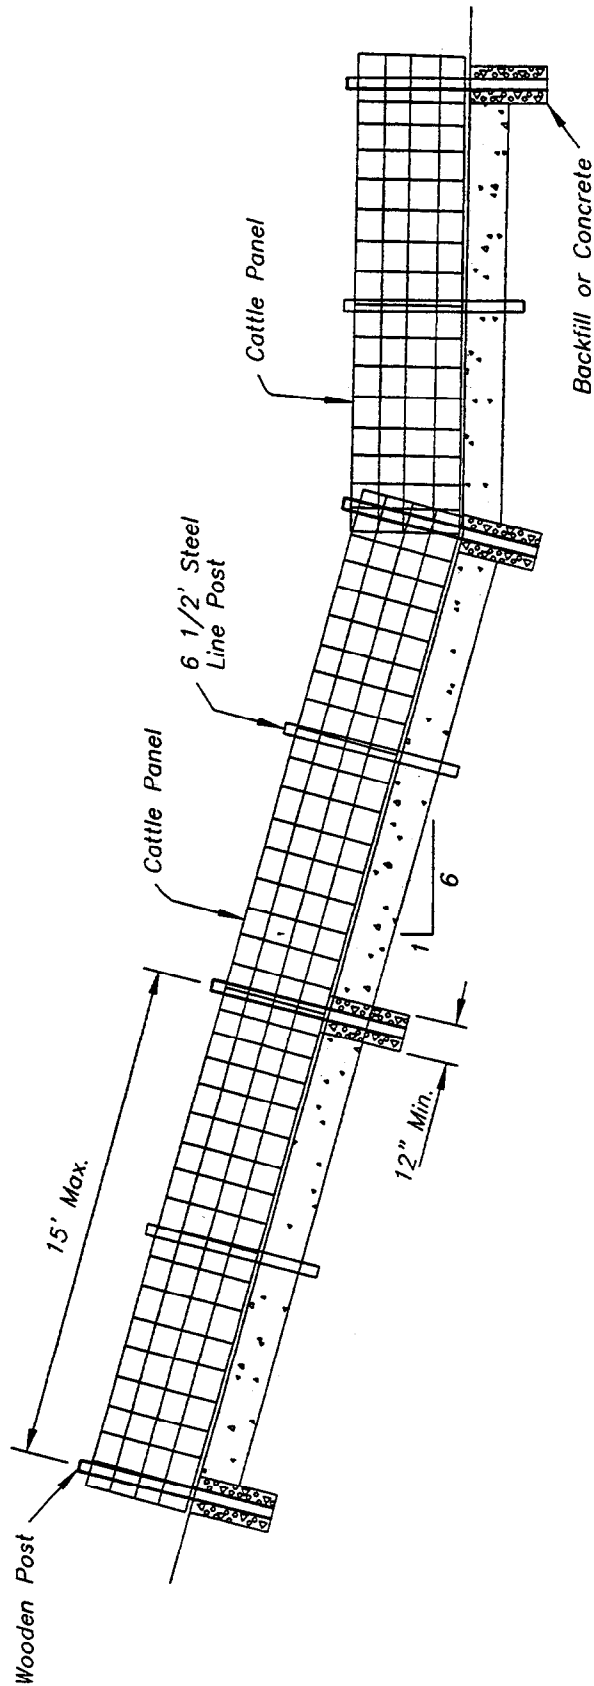 Wooden Post
15' Max.
Cattle Panel
6 1/2' Steel
Line Post
Cattle Panel
12" Min.
1
6
Backfill or Concrete